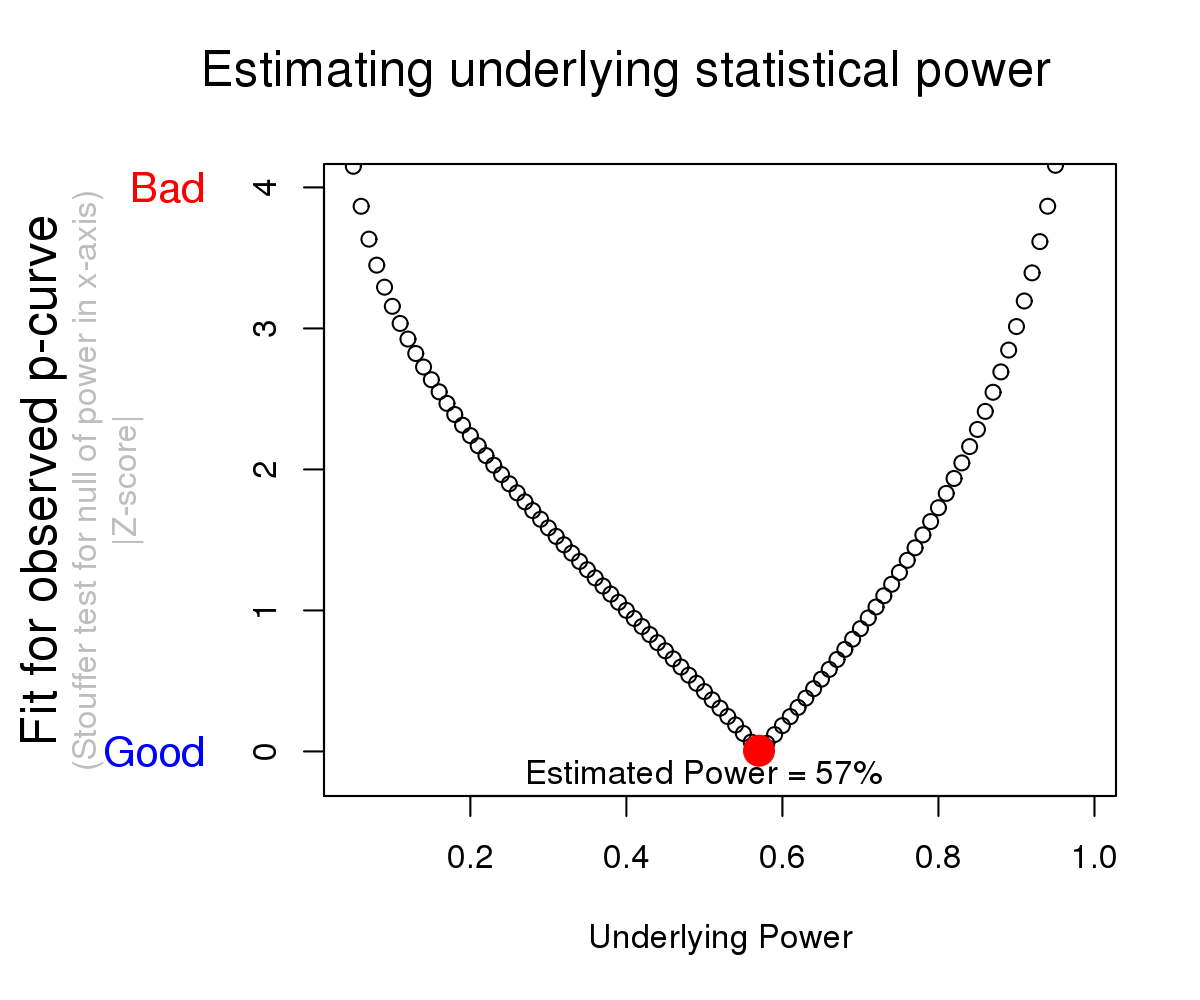 Estimating underlying statistical power
Fit for observed p-curve
(Stouffer test for null of power in x-axis)
|Z-score|
Bad
Good
4
3
2
1
0
Estimated Power = 57%
0.2 0.4 0.6 0.8 1.0
Underlying Power